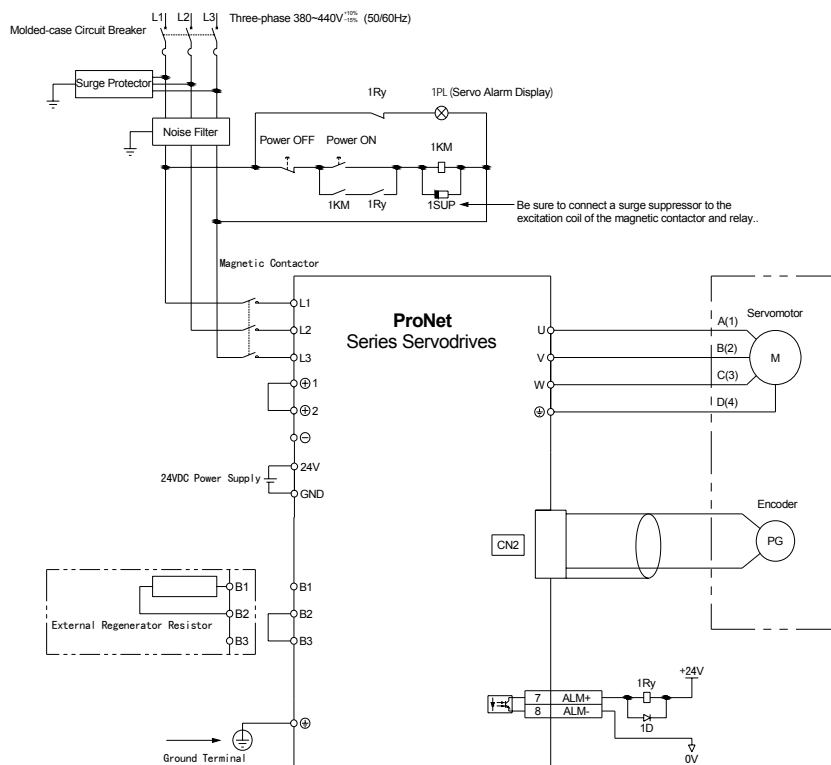 L1 L2 L3 Three-phase 380~440V +10% -15% (50/60Hz)
Molded-case Circuit Breaker
Surge Protector
Noise Filter
1Ry 1PL (Servo Alarm Display)
Power OFF Power ON 1KM
1KM 1Ry 1SUP
Be sure to connect a surge suppressor to the
excitation coil of the magnetic contactor and relay..
Magnetic Contactor
ProNet
Series Servodrives
L1
L2
L3
1
2
24V
GND
24VDC Power Supply
U
V
W
A(1)
B(2)
C(3)
D(4)
Servomotor
M
Encoder
PG
CN2
B1
B2
B3
External Regenerator Resistor
B1
B2
B3
7 ALM+
8 ALM-
1Ry
+24V
1D
0V
Ground Terminal